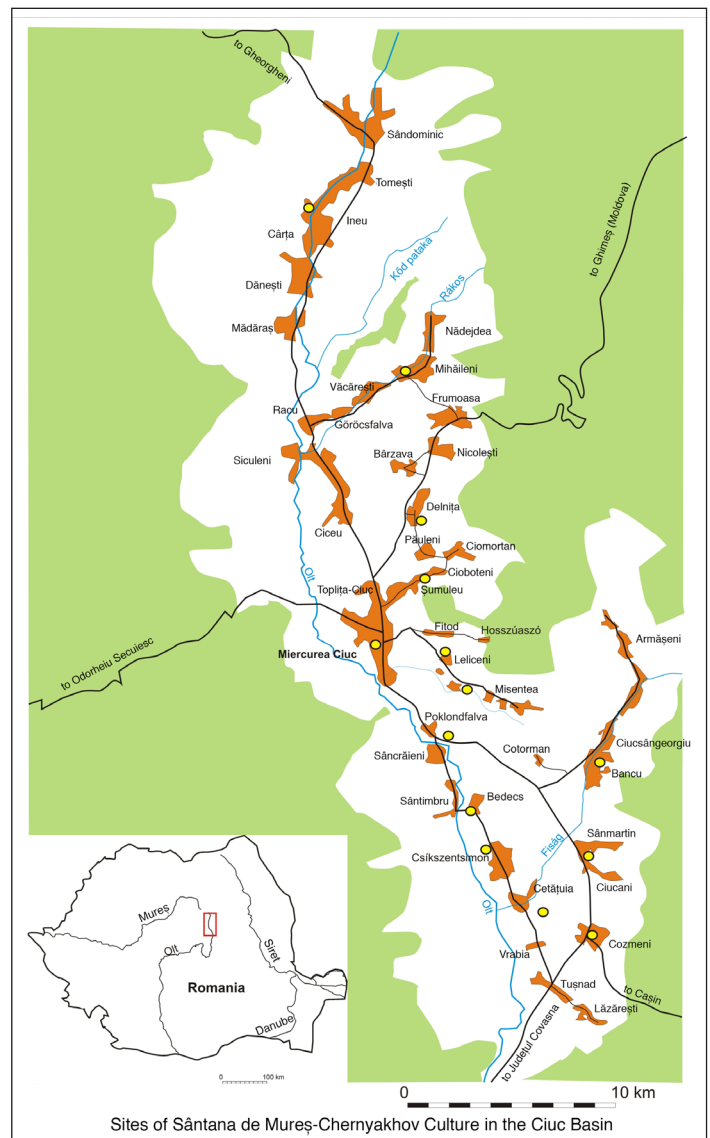 to Gheorgheni
Sândominic
Tomești
Ineu
Cârța
Kőd pataka
to Ghimeș (Moldova)
Dănești
Rákos
Mădăraș
Nădejdea
Mihăileni
Văcărești
Frumoasa
Racu
Göröcsfalva
Siculeni
Bârzava
Nicolești
Delnița
Ciceu
Păuleni
Ciomortan
Olt
Cioboteni
Toplița-Ciuc
Șumuleu
Fitod
Hosszúaszó
Armășeni
to Odorheiu Secuiesc
Miercurea Ciuc
Leliceni
Misentea
Poklondfalva
Cotorman
Ciucsângeorgiu
Sâncrăieni
Bancu
Sântimbru
Bedecs
Fiság
Sânmartin
Csíkszentsimon
Cetățuia
Ciucani
Olt
Cozmeni
Vrabia
Tușnad
to Cașin
Lăzărești
to Județul Covasna
Mureș
Olt
Siret
Romania
Danube
0 100 km
0 10 km
Sites of Sântana de Mureș-Chernyakhov Culture in the Ciuc Basin